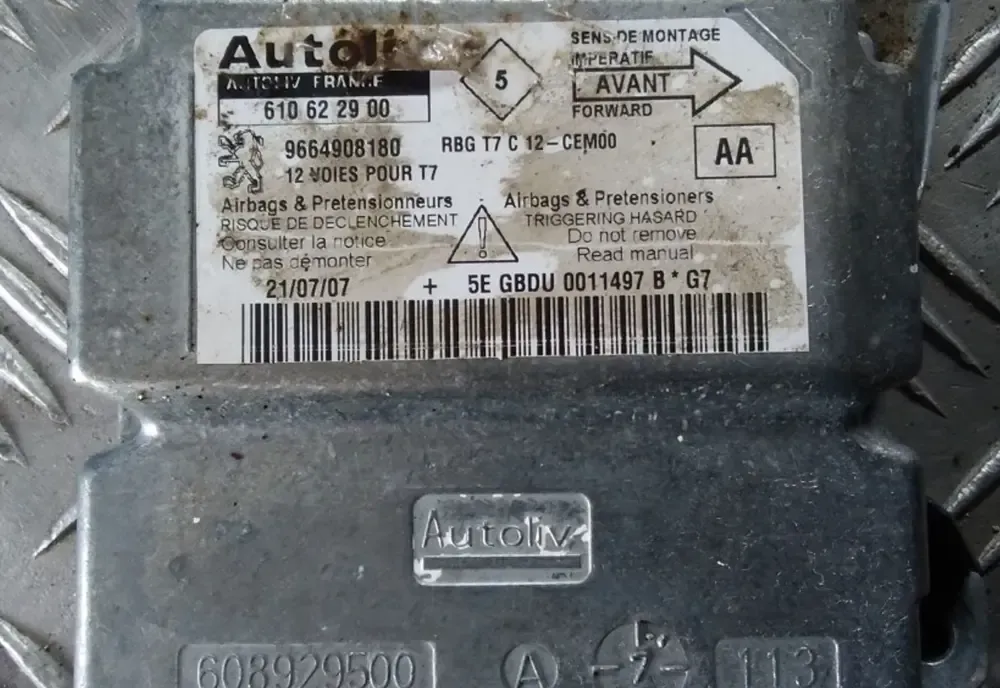 Autoliv
AUTOLIV FRANCE
610 62 29 00
5
SENS DE MONTAGE
IMPERATIF
AVANT
FORWARD
9664908180 RBG T7 C 12-CEM00
12 VOIES POUR T7
AA
Airbags & Pretensionneurs
RISQUE DE DECLENCHEMENT
Consulter la notice
Ne pas démonter
Airbags & Pretensioners
TRIGGERING HASARD
Do not remove
Read manual
21/07/07 + 5E GBDU 0011497 B * G7
Autoliv
608929500 A 7 113